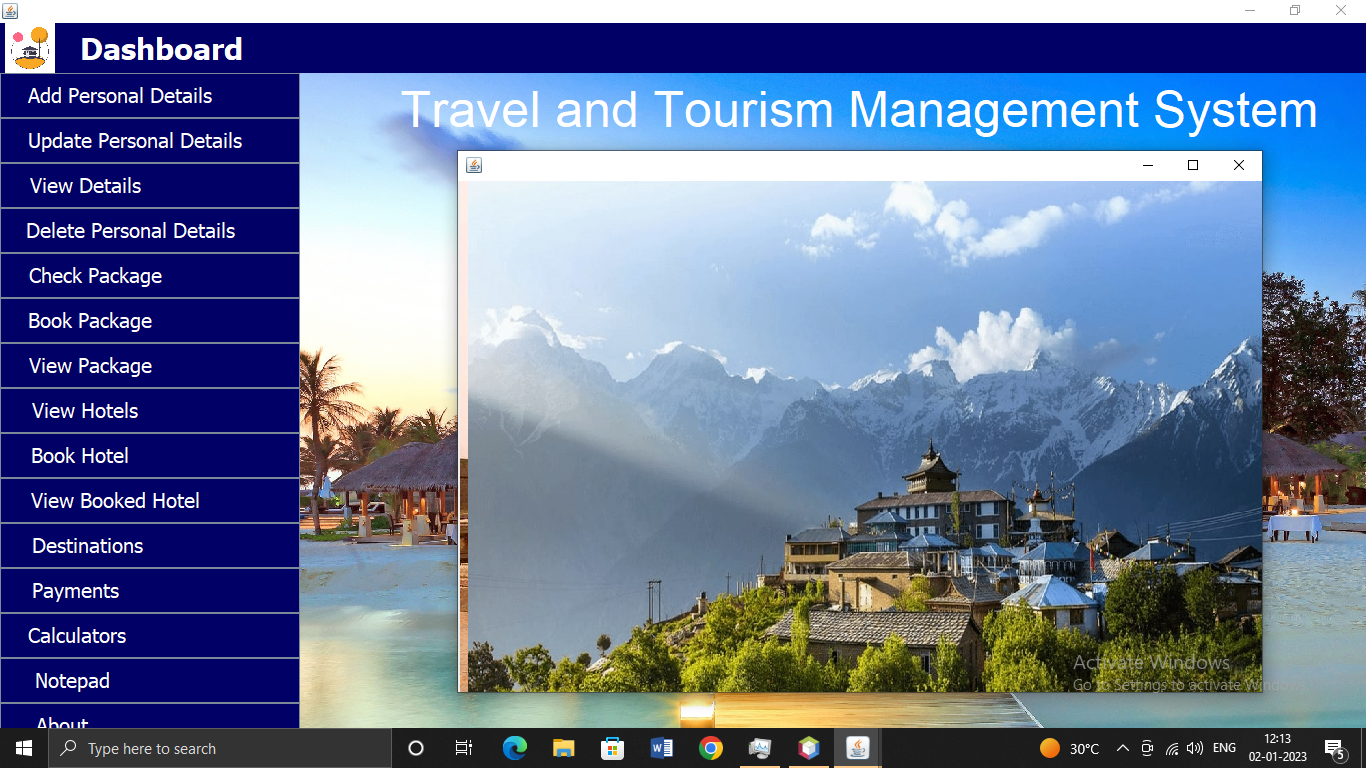 Dashboard
Travel and Tourism Management System
Add Personal Details
Update Personal Details
View Details
Delete Personal Details
Check Package
Book Package
View Package
View Hotels
Book Hotel
View Booked Hotel
Destinations
Payments
Calculators
Notepad
About
Activate Windows
Go to Settings to activate Windows.
Type here to search
30°C
ENG
12:13
02-01-2023
5